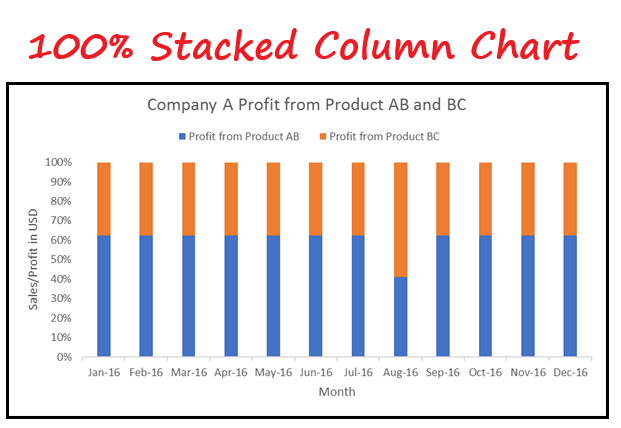 100% Stacked Column Chart
Company A Profit from Product AB and BC
Profit from Product AB Profit from Product BC
100%
90%
80%
70%
60%
50%
40%
30%
20%
10%
0%
Sales/Profit in USD
Jan-16 Feb-16 Mar-16 Apr-16 May-16 Jun-16 Jul-16 Aug-16 Sep-16 Oct-16 Nov-16 Dec-16
Month